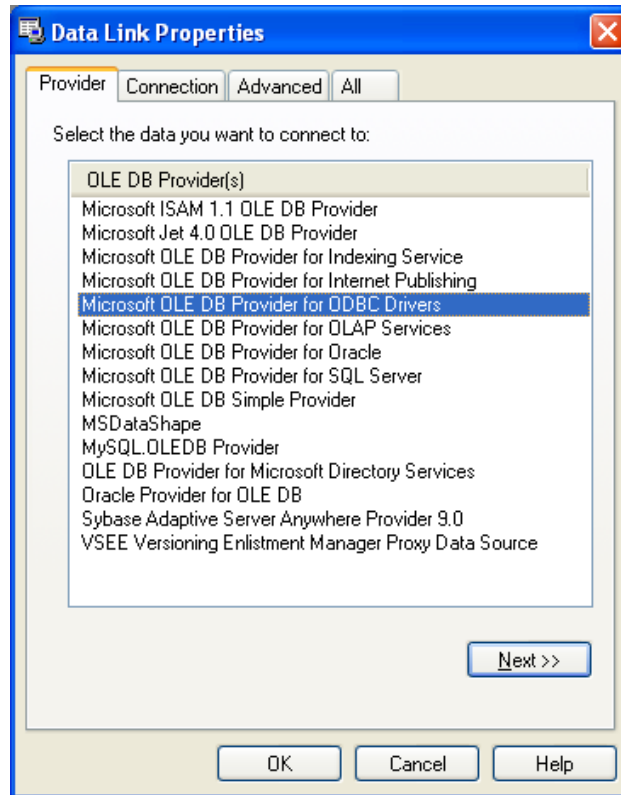 Data Link Properties
Provider Connection Advanced All
Select the data you want to connect to:
OLE DB Provider(s)
Microsoft ISAM 1.1 OLE DB Provider
Microsoft Jet 4.0 OLE DB Provider
Microsoft OLE DB Provider for Indexing Service
Microsoft OLE DB Provider for Internet Publishing
Microsoft OLE DB Provider for ODBC Drivers
Microsoft OLE DB Provider for OLAP Services
Microsoft OLE DB Provider for Oracle
Microsoft OLE DB Provider for SQL Server
Microsoft OLE DB Simple Provider
MSDataShape
MySQL.OLEDB Provider
OLE DB Provider for Microsoft Directory Services
Oracle Provider for OLE DB
Sybase Adaptive Server Anywhere Provider 9.0
VSEE Versioning Enlistment Manager Proxy Data Source
Next >>
OK Cancel Help